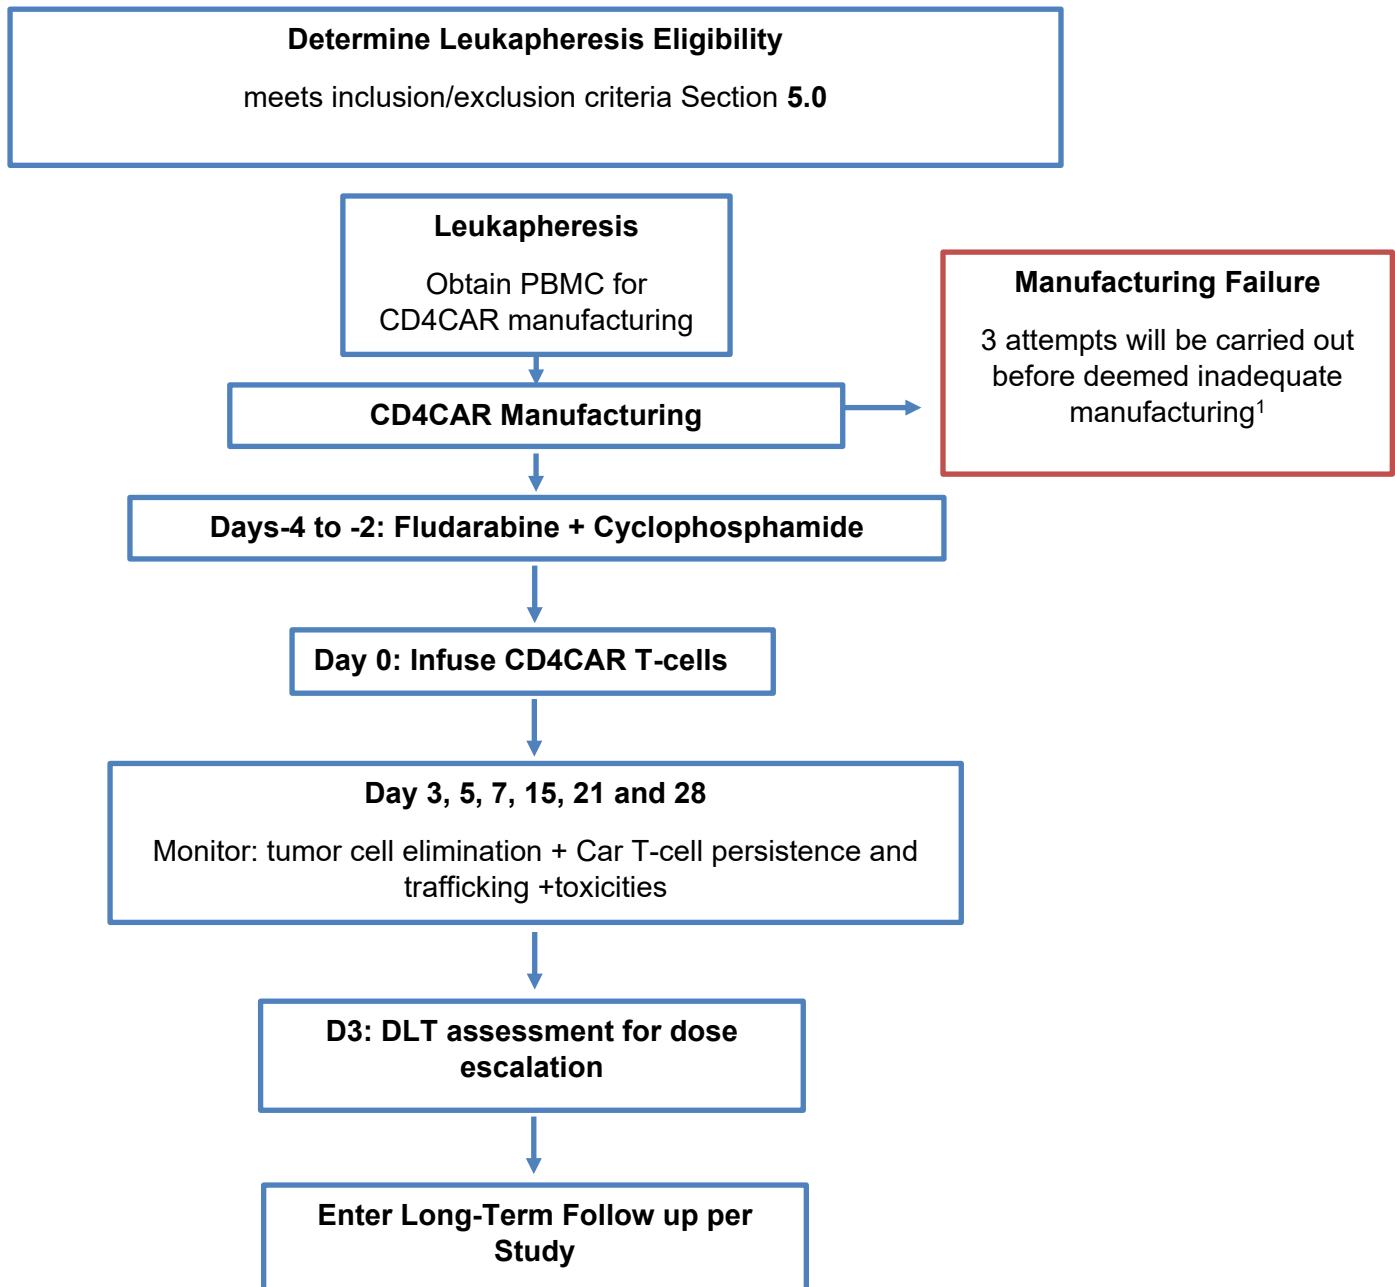 Determine Leukapheresis Eligibility
meets inclusion/exclusion criteria Section 5.0
Leukapheresis
Obtain PBMC for
CD4CAR manufacturing
Manufacturing Failure
3 attempts will be carried out
before deemed inadequate
manufacturing¹
CD4CAR Manufacturing
Days-4 to -2: Fludarabine + Cyclophosphamide
Day 0: Infuse CD4CAR T-cells
Day 3, 5, 7, 15, 21 and 28
Monitor: tumor cell elimination + Car T-cell persistence and
trafficking +toxicities
D3: DLT assessment for dose
escalation
Enter Long-Term Follow up per
Study